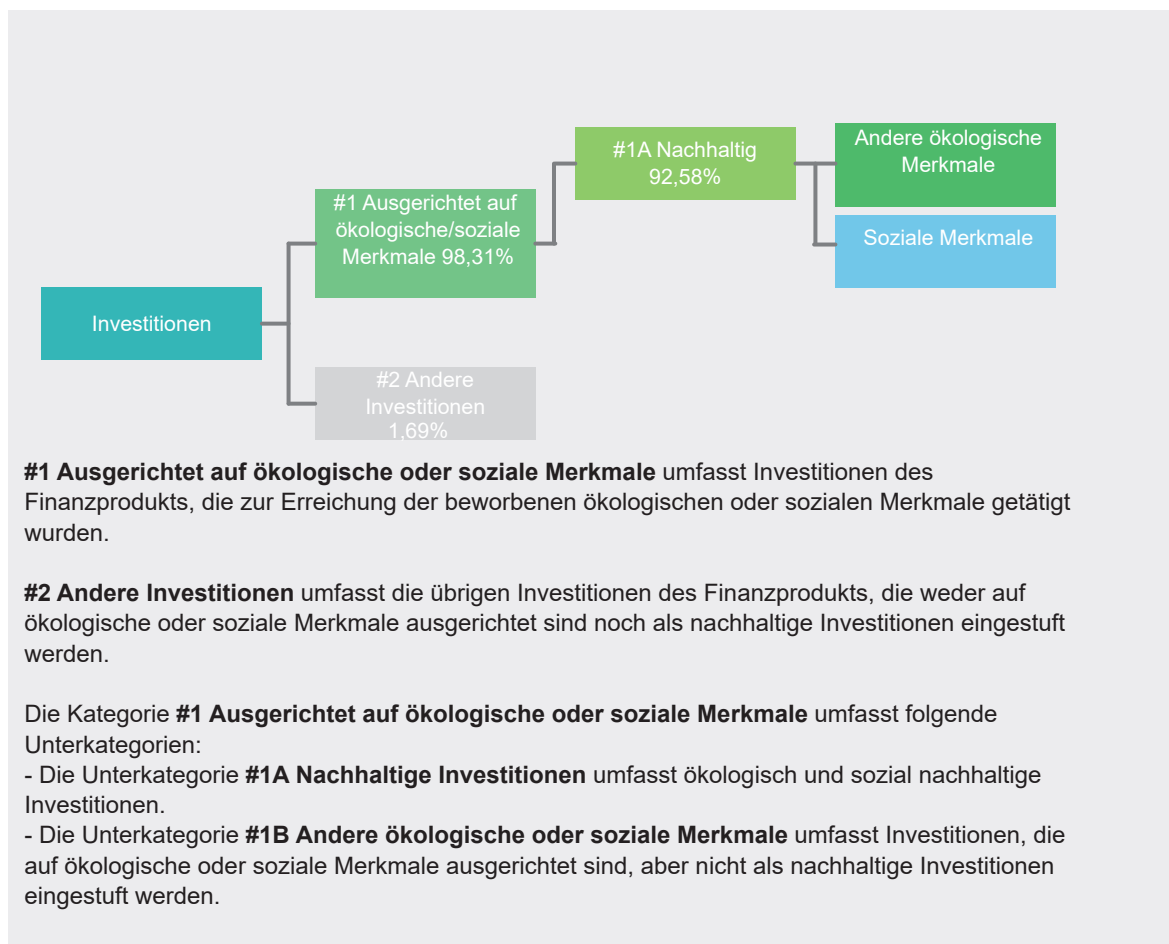 Investitionen
#1 Ausgerichtet auf
ökologische/soziale
Merkmale 98,31%
#2 Andere
Investitionen
1,69%
#1A Nachhaltig
92,58%
Andere ökologische
Merkmale
Soziale Merkmale
#1 Ausgerichtet auf ökologische oder soziale Merkmale umfasst Investitionen des
Finanzprodukts, die zur Erreichung der beworbenen ökologischen oder sozialen Merkmale getätigt
wurden.
#2 Andere Investitionen umfasst die übrigen Investitionen des Finanzprodukts, die weder auf
ökologische oder soziale Merkmale ausgerichtet sind noch als nachhaltige Investitionen eingestuft
werden.
Die Kategorie #1 Ausgerichtet auf ökologische oder soziale Merkmale umfasst folgende
Unterkategorien:
- Die Unterkategorie #1A Nachhaltige Investitionen umfasst ökologisch und sozial nachhaltige
Investitionen.
- Die Unterkategorie #1B Andere ökologische oder soziale Merkmale umfasst Investitionen, die
auf ökologische oder soziale Merkmale ausgerichtet sind, aber nicht als nachhaltige Investitionen
eingestuft werden.